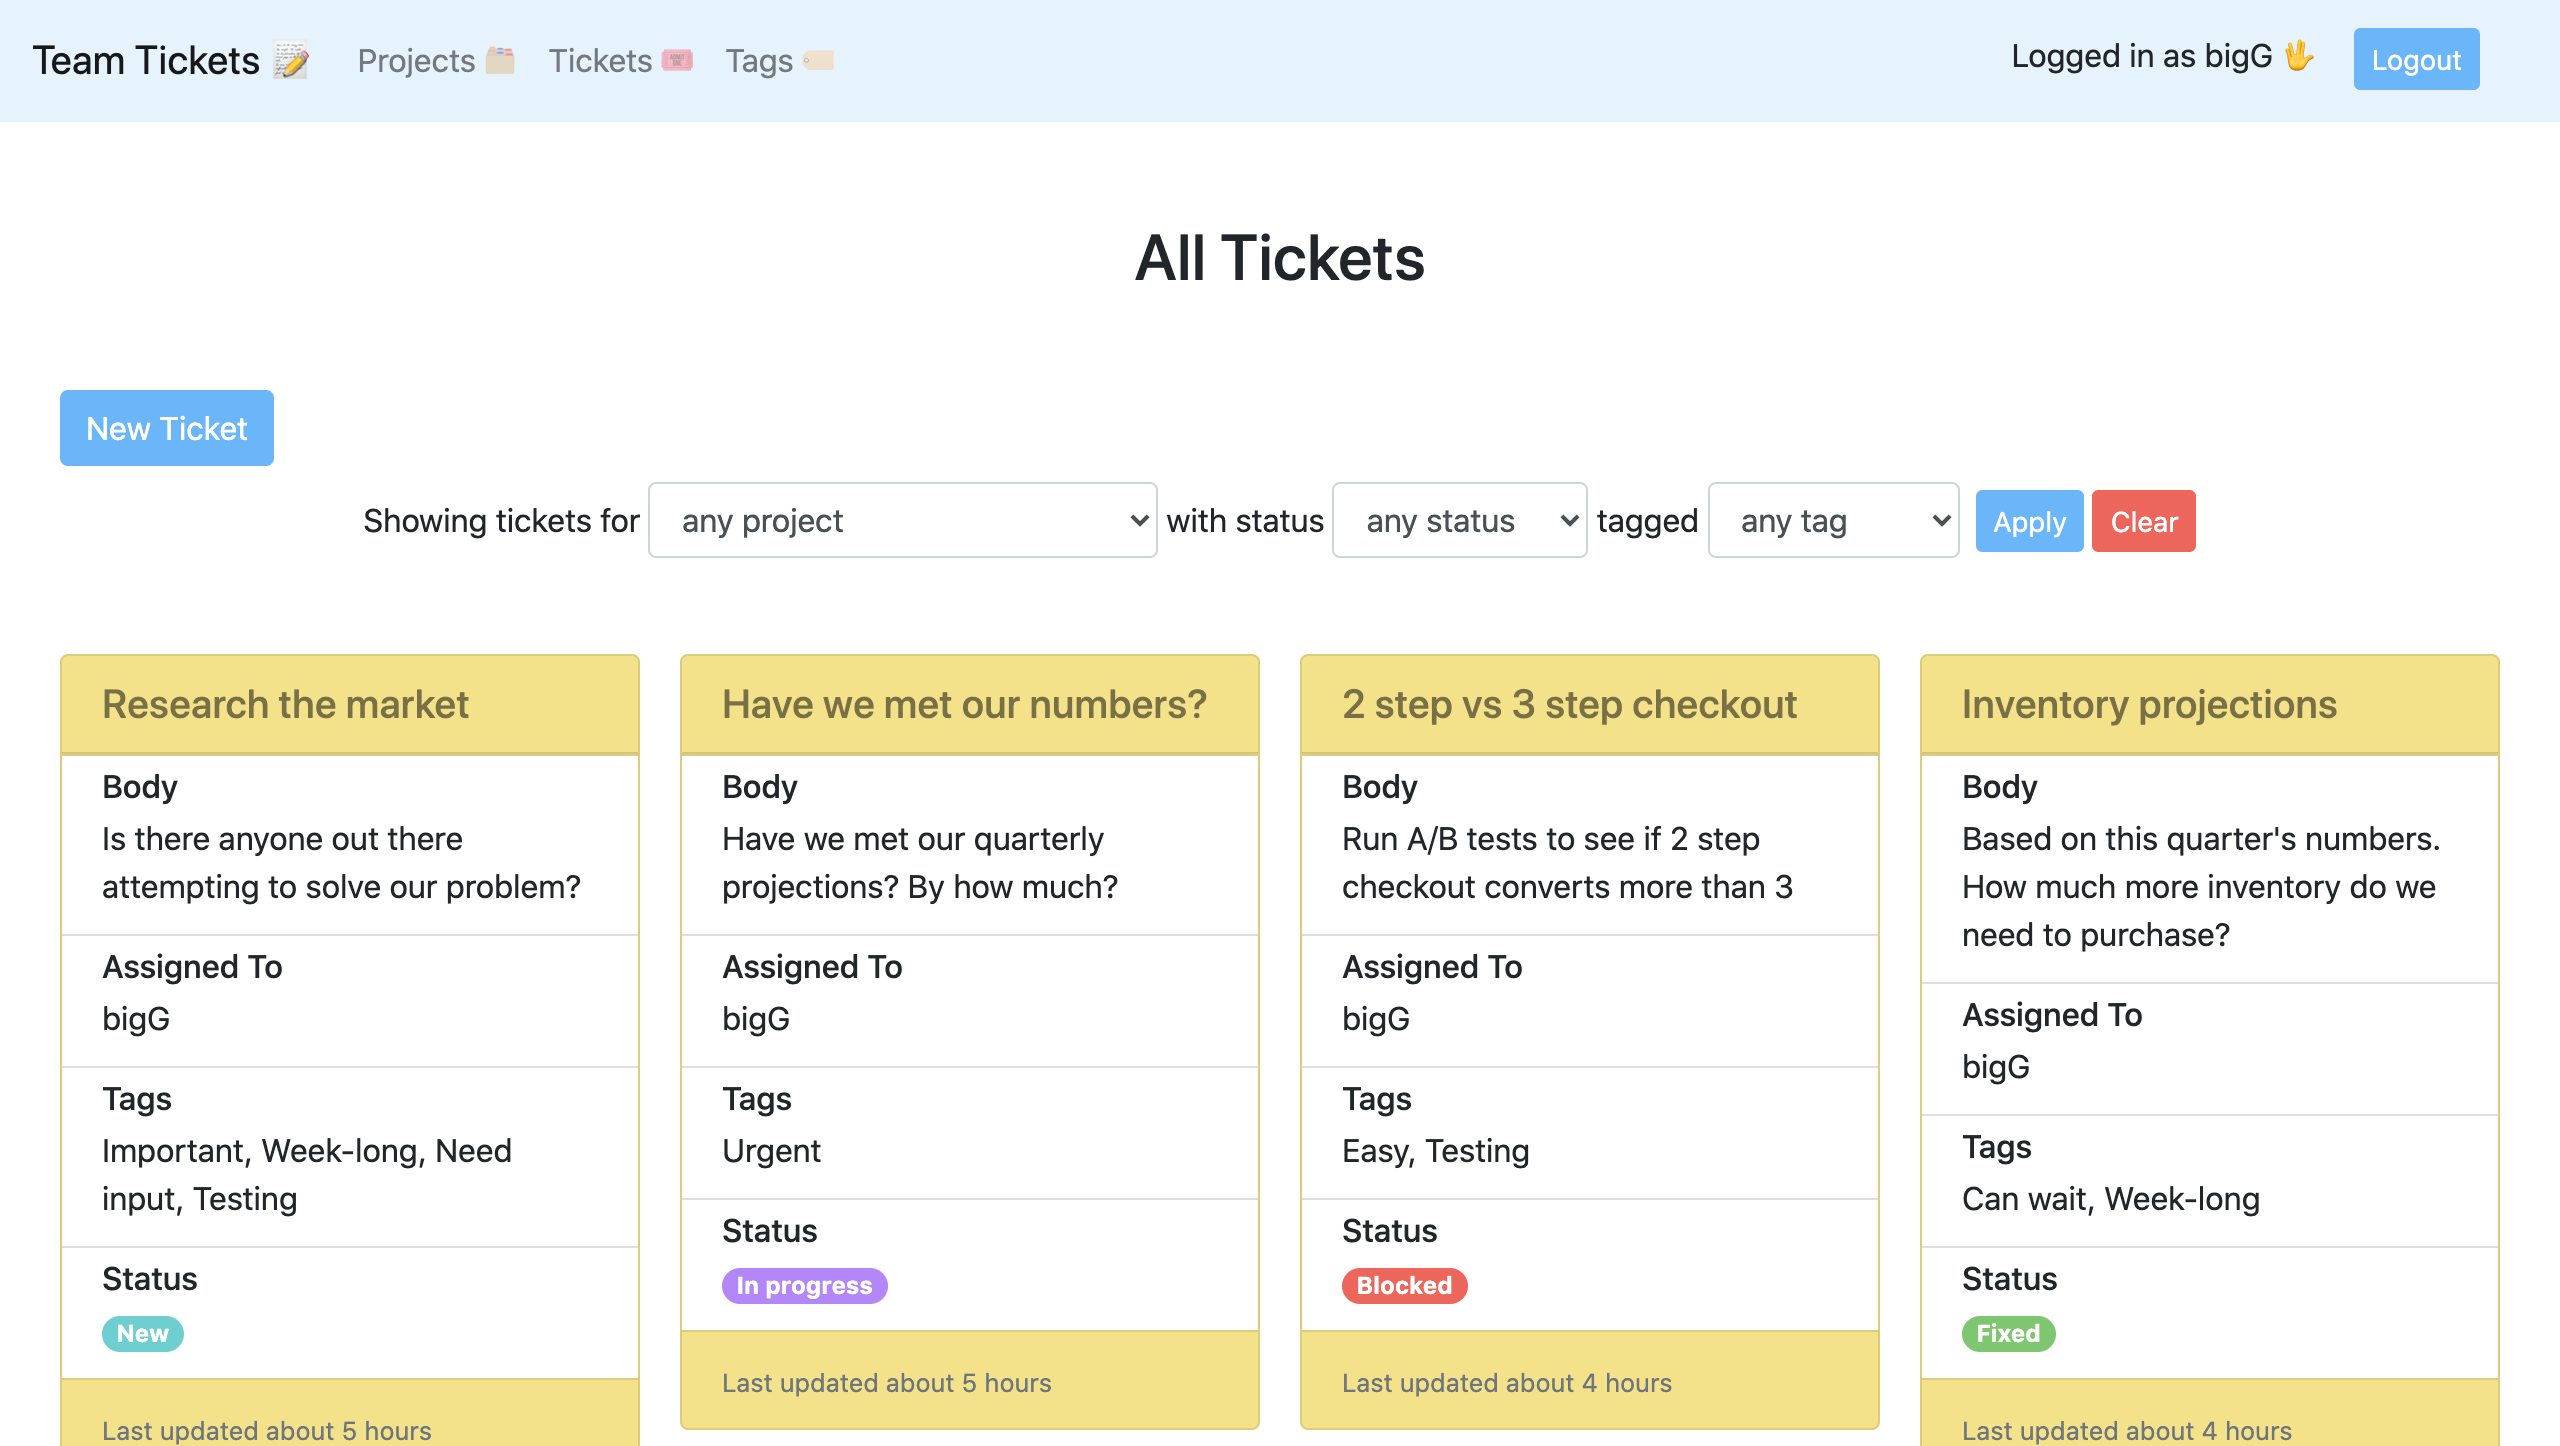 Team Tickets 📝 Projects 🗂️ Tickets 🎟️ Tags 🏷️ Logged in as bigG 🖖 Logout
All Tickets
New Ticket
Showing tickets for any project with status any status tagged any tag Apply Clear
Research the market
Body
Is there anyone out there
attempting to solve our problem?
Assigned To
bigG
Tags
Important, Week-long, Need
input, Testing
Status
New
Last updated about 5 hours
Have we met our numbers?
Body
Have we met our quarterly
projections? By how much?
Assigned To
bigG
Tags
Urgent
Status
In progress
Last updated about 5 hours
2 step vs 3 step checkout
Body
Run A/B tests to see if 2 step
checkout converts more than 3
Assigned To
bigG
Tags
Easy, Testing
Status
Blocked
Last updated about 4 hours
Inventory projections
Body
Based on this quarter's numbers.
How much more inventory do we
need to purchase?
Assigned To
bigG
Tags
Can wait, Week-long
Status
Fixed
Last updated about 4 hours